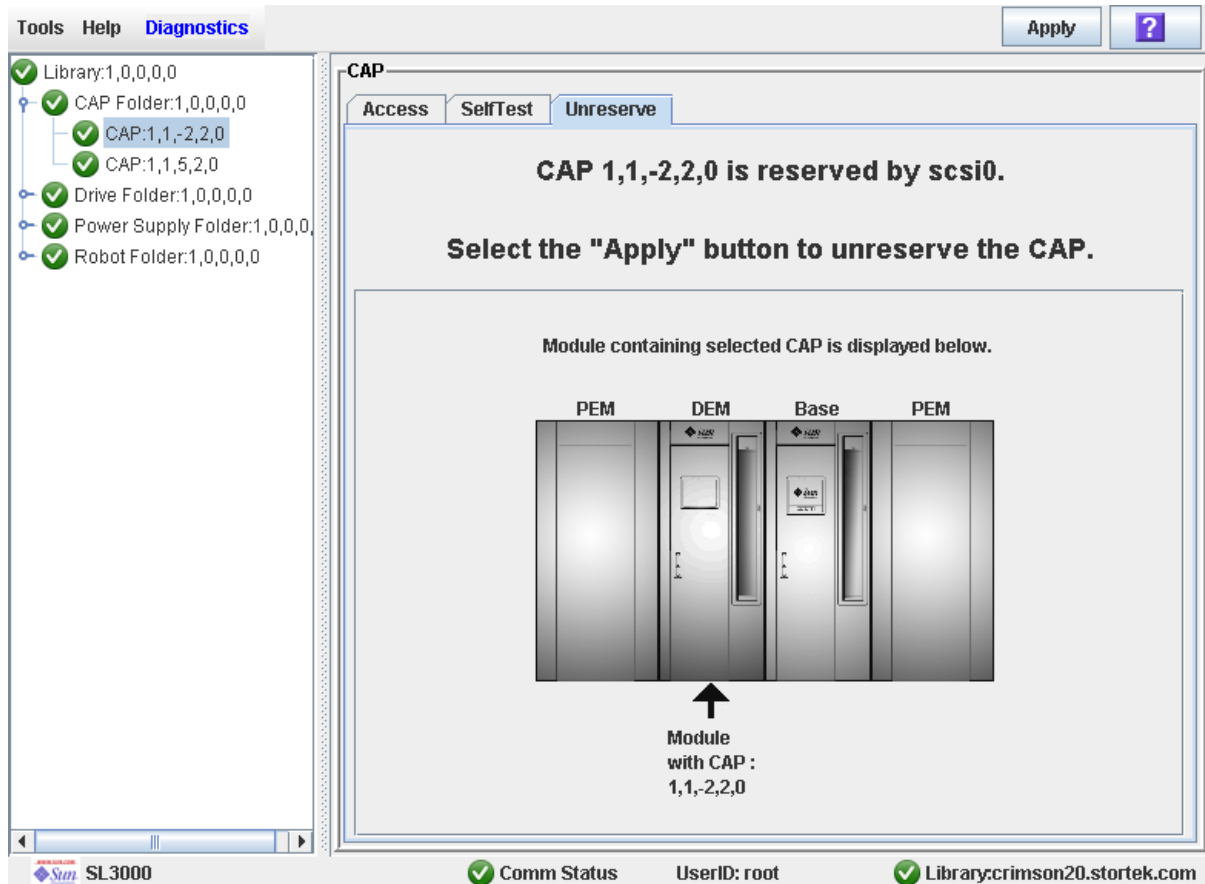 Tools Help Diagnostics
Apply
?
Library:1,0,0,0,0
CAP Folder:1,0,0,0,0
CAP:1,1,-2,2,0
CAP:1,1,5,2,0
Drive Folder:1,0,0,0,0
Power Supply Folder:1,0,0,0,
Robot Folder:1,0,0,0,0
CAP
Access SelfTest Unreserve
CAP 1,1,-2,2,0 is reserved by scsi0.
Select the "Apply" button to unreserve the CAP.
Module containing selected CAP is displayed below.
PEM DEM Base PEM
Sun Sun
Sun
Module
with CAP :
1,1,-2,2,0
Sun SL3000 Comm Status UserID: root Library:crimson20.stortek.com